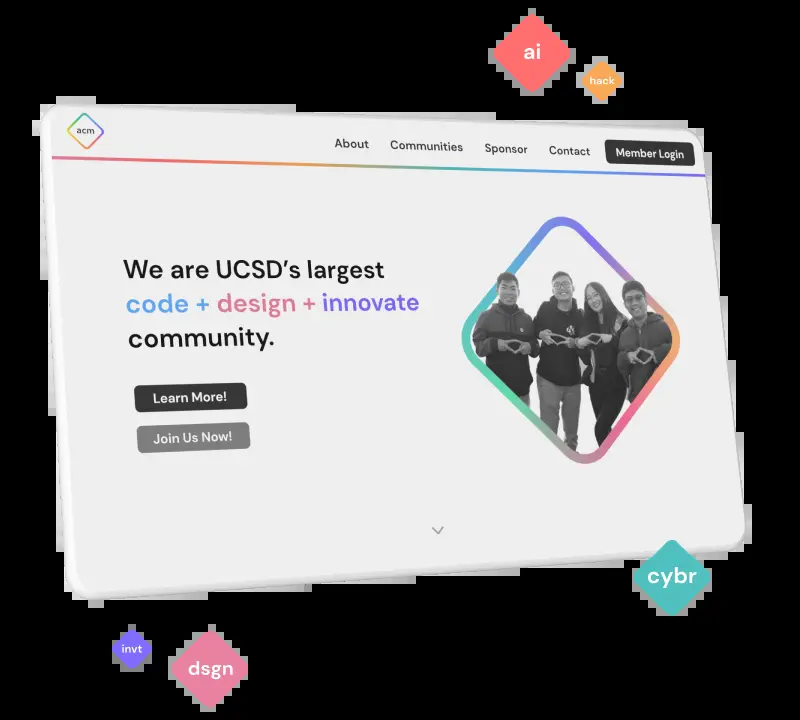 ai
hack
acm
About Communities Sponsor Contact Member Login
We are UCSD's largest
code + design + innovate
community.
Learn More!
Join Us Now!
cybr
invt
dsgn